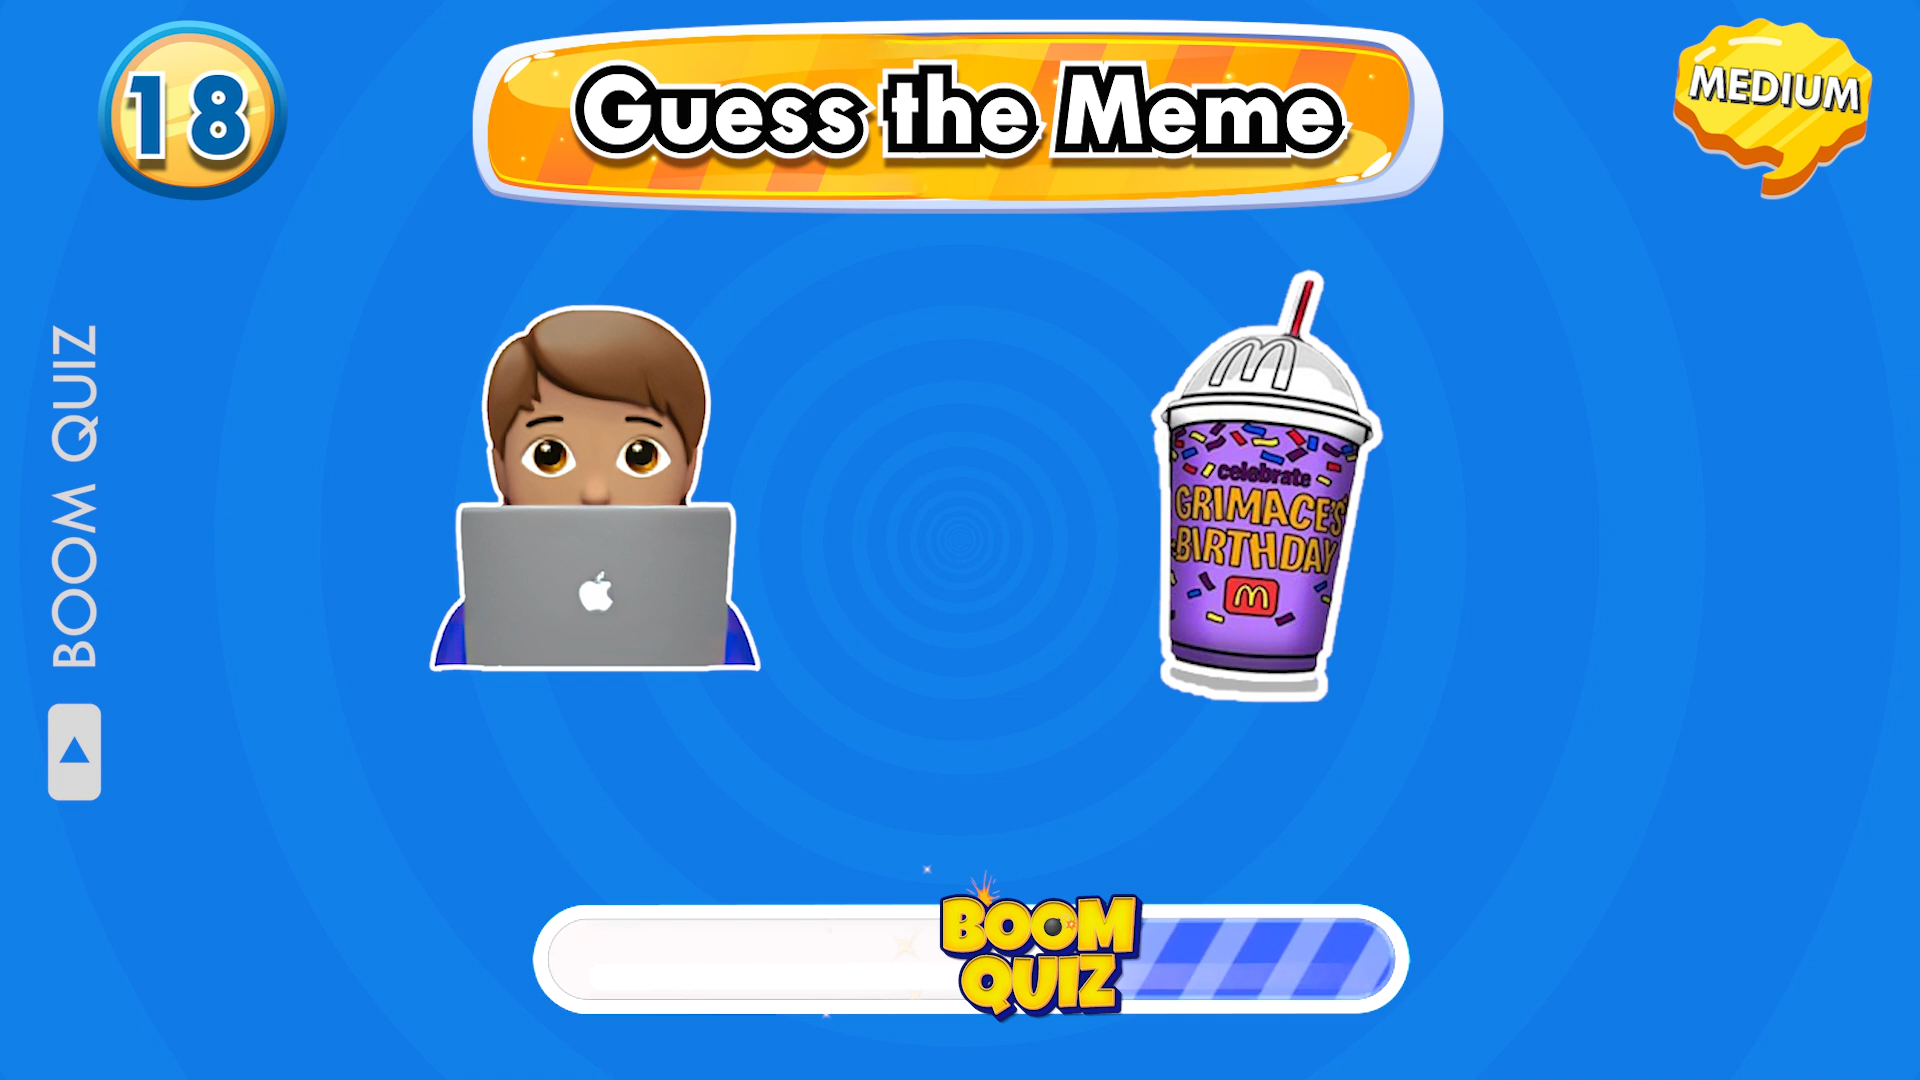 18
Guess the Meme
MEDIUM
BOOM QUIZ
celebrate
GRIMACE'S
BIRTHDAY
BOOM
QUIZ